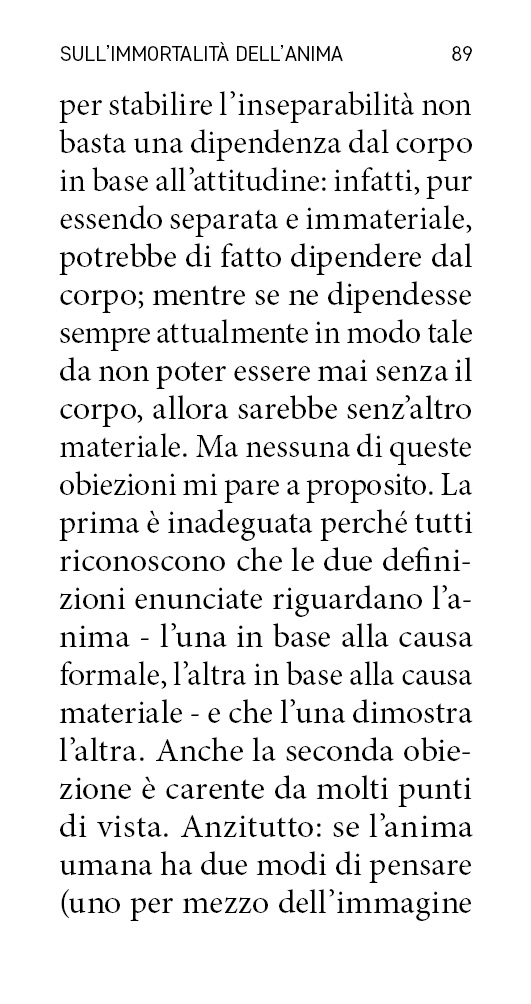 SULL’IMMORTALITÀ DELL’ANIMA 89
per stabilire l’inseparabilità non
basta una dipendenza dal corpo
in base all’attitudine: infatti, pur
essendo separata e immateriale,
potrebbe di fatto dipendere dal
corpo; mentre se ne dipendesse
sempre attualmente in modo tale
da non poter essere mai senza il
corpo, allora sarebbe senz’altro
materiale. Ma nessuna di queste
obiezioni mi pare a proposito. La
prima è inadeguata perché tutti
riconoscono che le due defini-
zioni enunciate riguardano l’a-
nima - l’una in base alla causa
formale, l’altra in base alla causa
materiale - e che l’una dimostra
l’altra. Anche la seconda obie-
zione è carente da molti punti
di vista. Anzitutto: se l’anima
umana ha due modi di pensare
(uno per mezzo dell’immagine